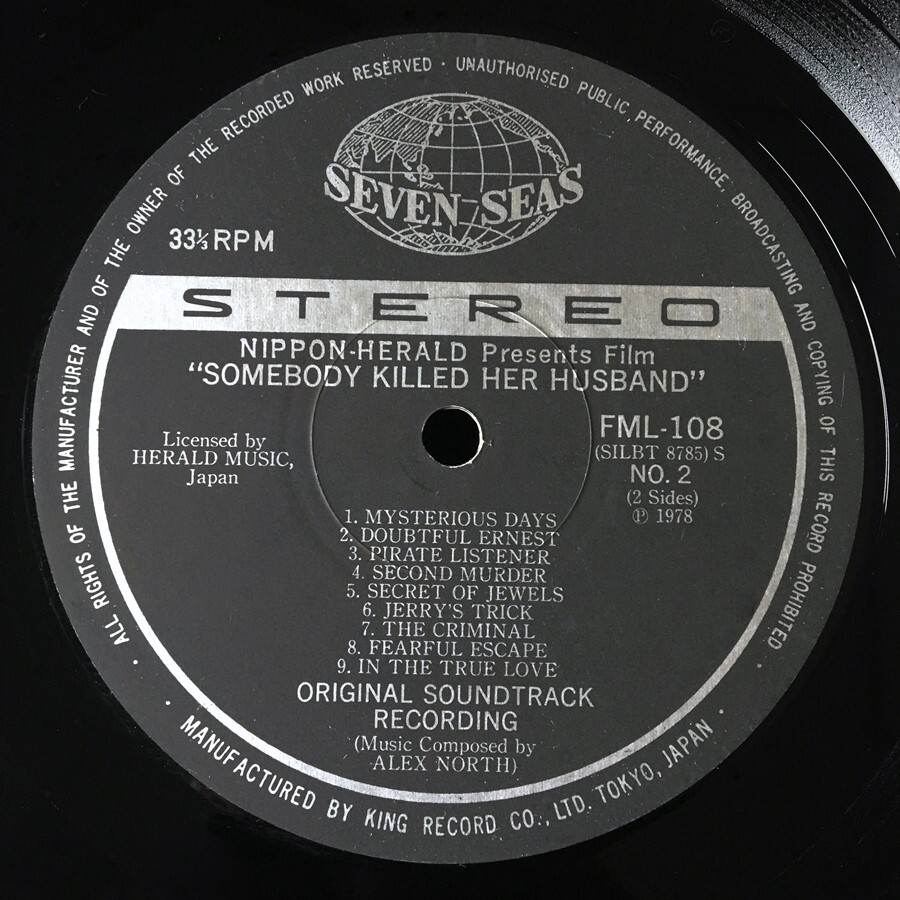 ALL RIGHTS OF THE MANUFACTURER AND OF THE OWNER OF THE RECORDED WORK RESERVED · UNAUTHORISED PUBLIC PERFORMANCE, BROADCASTING AND COPYING OF THIS RECORD PROHIBITED
SEVEN SEAS
33⅓ RPM
STEREO
NIPPON-HERALD Presents Film
“SOMEBODY KILLED HER HUSBAND”
Licensed by
HERALD MUSIC,
Japan
FML-108
(SILBT 8785) S
NO. 2
(2 Sides)
℗ 1978
1. MYSTERIOUS DAYS
2. DOUBTFUL ERNEST
3. PIRATE LISTENER
4. SECOND MURDER
5. SECRET OF JEWELS
6. JERRY'S TRICK
7. THE CRIMINAL
8. FEARFUL ESCAPE
9. IN THE TRUE LOVE
ORIGINAL SOUNDTRACK
RECORDING
(Music Composed by
ALEX NORTH)
· MANUFACTURED BY KING RECORD CO., LTD. TOKYO, JAPAN ·